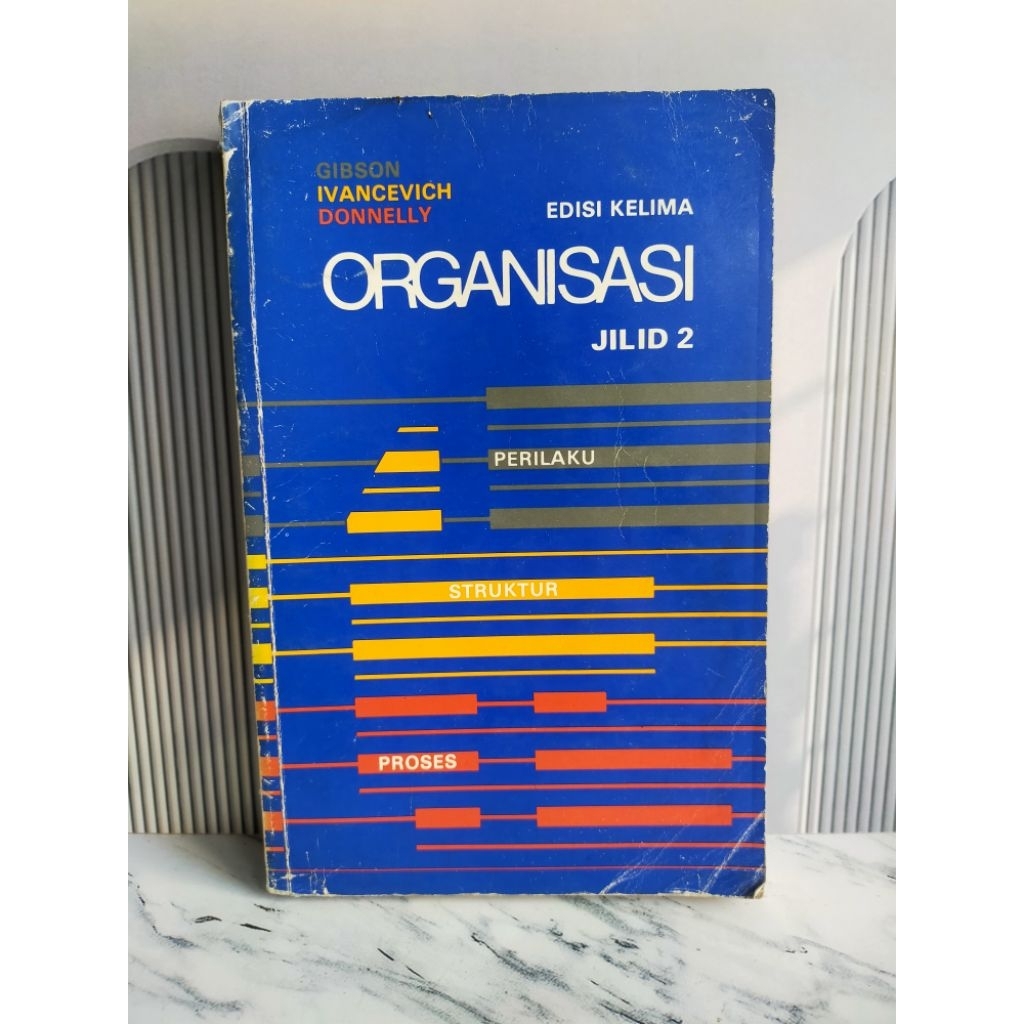 GIBSON
IVANCEVICH
DONNELLY
EDISI KELIMA
ORGANISASI
JILID 2
PERILAKU
STRUKTUR
PROSES